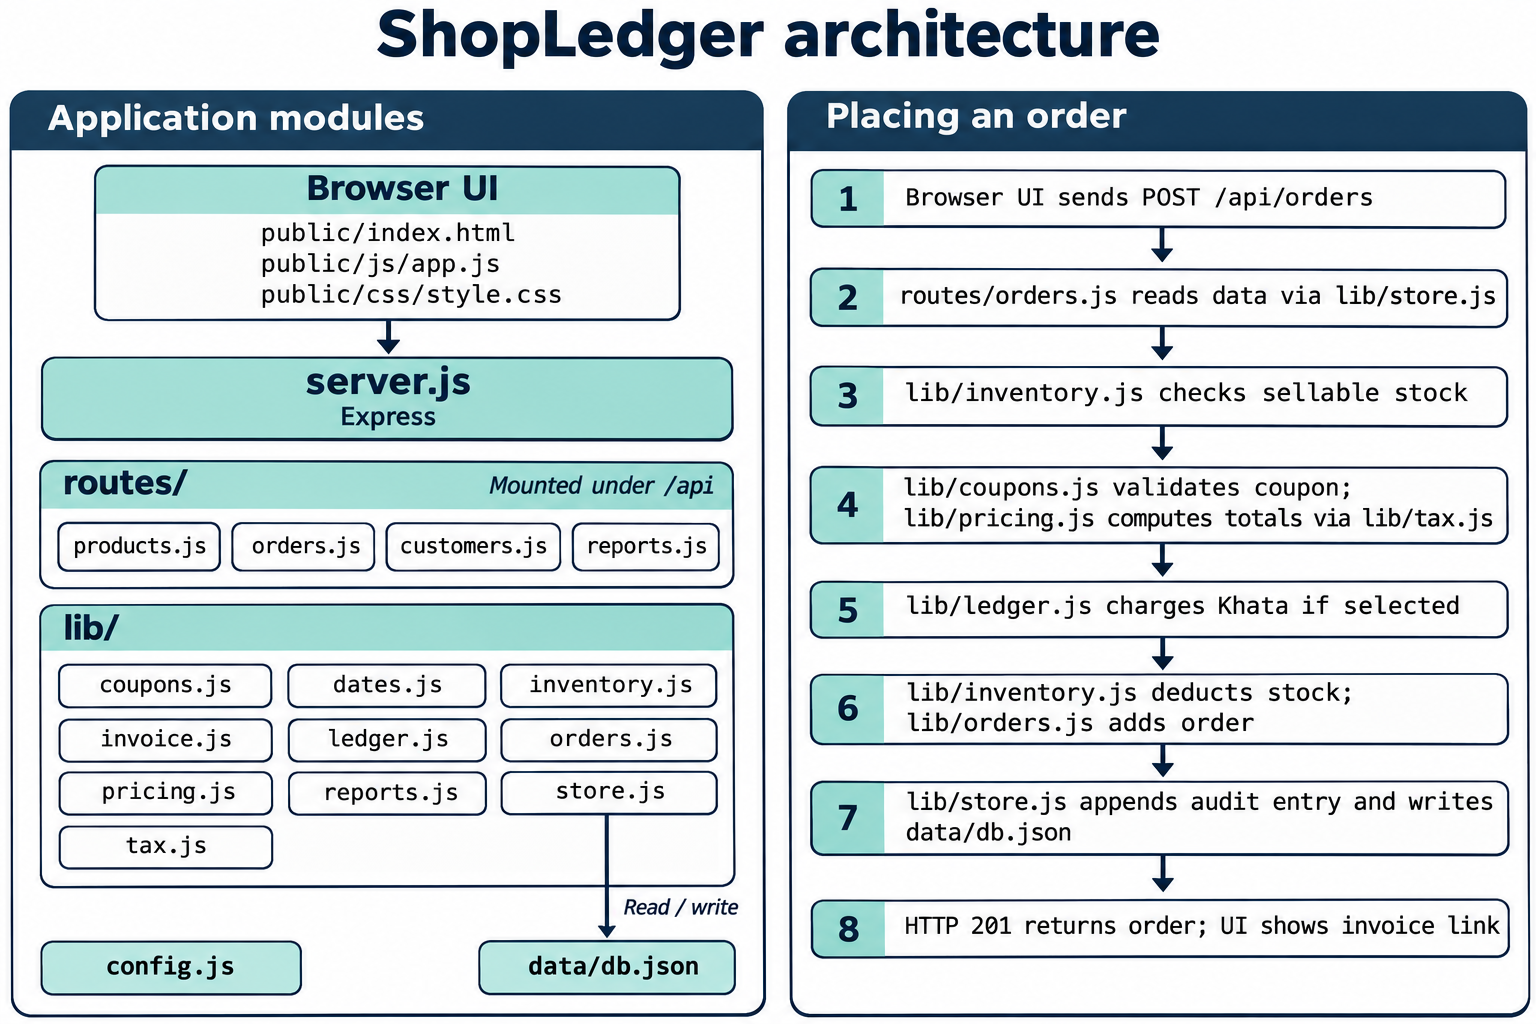 ShopLedger architecture
Application modules
Browser UI
public/index.html
public/js/app.js
public/css/style.css
server.js
Express
routes/
Mounted under /api
products.js
orders.js
customers.js
reports.js
lib/
coupons.js
dates.js
inventory.js
invoice.js
ledger.js
orders.js
pricing.js
reports.js
store.js
tax.js
Read / write
config.js
data/db.json
Placing an order
1
Browser UI sends POST /api/orders
2
routes/orders.js reads data via lib/store.js
3
lib/inventory.js checks sellable stock
4
lib/coupons.js validates coupon;
lib/pricing.js computes totals via lib/tax.js
5
lib/ledger.js charges Khata if selected
6
lib/inventory.js deducts stock;
lib/orders.js adds order
7
lib/store.js appends audit entry and writes
data/db.json
8
HTTP 201 returns order; UI shows invoice link